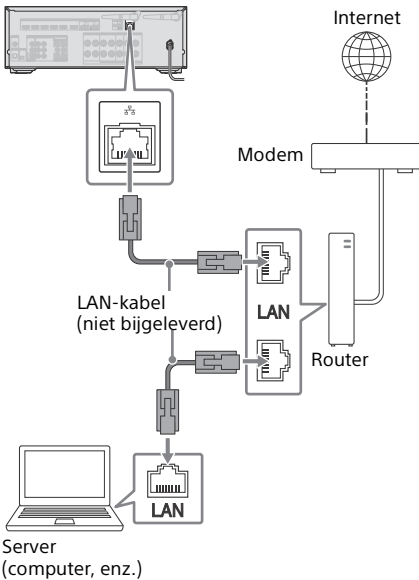 Internet
Modem
LAN-kabel
(niet bijgeleverd)
LAN
Router
LAN
Server
(computer, enz.)